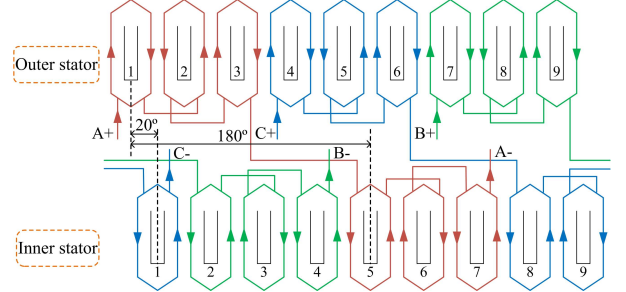 Outer stator
1 2 3 4 5 6 7 8 9
A+ 20° 180° C+ B+
C- B- A-
Inner stator
1 2 3 4 5 6 7 8 9